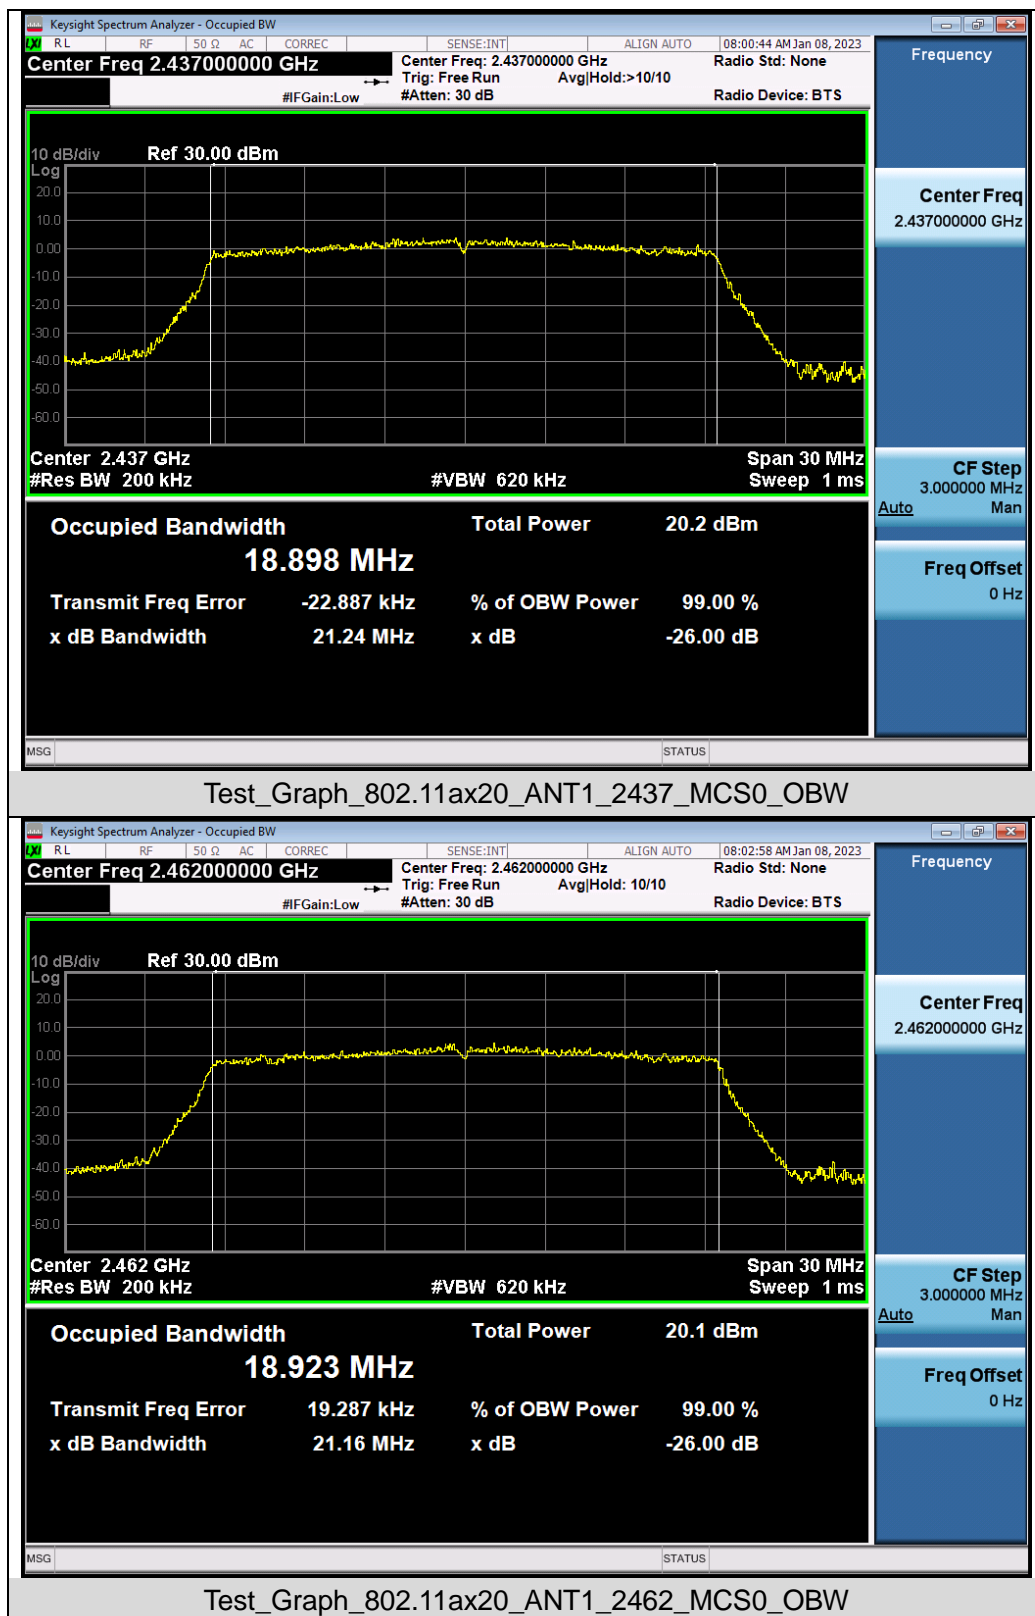 Keysight Spectrum Analyzer - Occupied BW
LXI RL RF 50 Ω AC CORREC SENSE:INT ALIGN AUTO 08:00:44 AM Jan 08, 2023
Center Freq 2.437000000 GHz Center Freq: 2.437000000 GHz Radio Std: None
Trig: Free Run Avg|Hold:>10/10
#IFGain:Low #Atten: 30 dB Radio Device: BTS
Frequency
10 dB/div Ref 30.00 dBm
Log
20.0
10.0
0.00
-10.0
-20.0
-30.0
-40.0
-50.0
-60.0
Center 2.437 GHz Span 30 MHz
#Res BW 200 kHz #VBW 620 kHz Sweep 1 ms
Center Freq
2.437000000 GHz
CF Step
3.000000 MHz
Auto Man
Freq Offset
0 Hz
Occupied Bandwidth Total Power 20.2 dBm
18.898 MHz
Transmit Freq Error -22.887 kHz % of OBW Power 99.00 %
x dB Bandwidth 21.24 MHz x dB -26.00 dB
MSG STATUS
Test_Graph_802.11ax20_ANT1_2437_MCS0_OBW
Keysight Spectrum Analyzer - Occupied BW
LXI RL RF 50 Ω AC CORREC SENSE:INT ALIGN AUTO 08:02:58 AM Jan 08, 2023
Center Freq 2.462000000 GHz Center Freq: 2.462000000 GHz Radio Std: None
Trig: Free Run Avg|Hold: 10/10
#IFGain:Low #Atten: 30 dB Radio Device: BTS
Frequency
10 dB/div Ref 30.00 dBm
Log
20.0
10.0
0.00
-10.0
-20.0
-30.0
-40.0
-50.0
-60.0
Center 2.462 GHz Span 30 MHz
#Res BW 200 kHz #VBW 620 kHz Sweep 1 ms
Center Freq
2.462000000 GHz
CF Step
3.000000 MHz
Auto Man
Freq Offset
0 Hz
Occupied Bandwidth Total Power 20.1 dBm
18.923 MHz
Transmit Freq Error 19.287 kHz % of OBW Power 99.00 %
x dB Bandwidth 21.16 MHz x dB -26.00 dB
MSG STATUS
Test_Graph_802.11ax20_ANT1_2462_MCS0_OBW